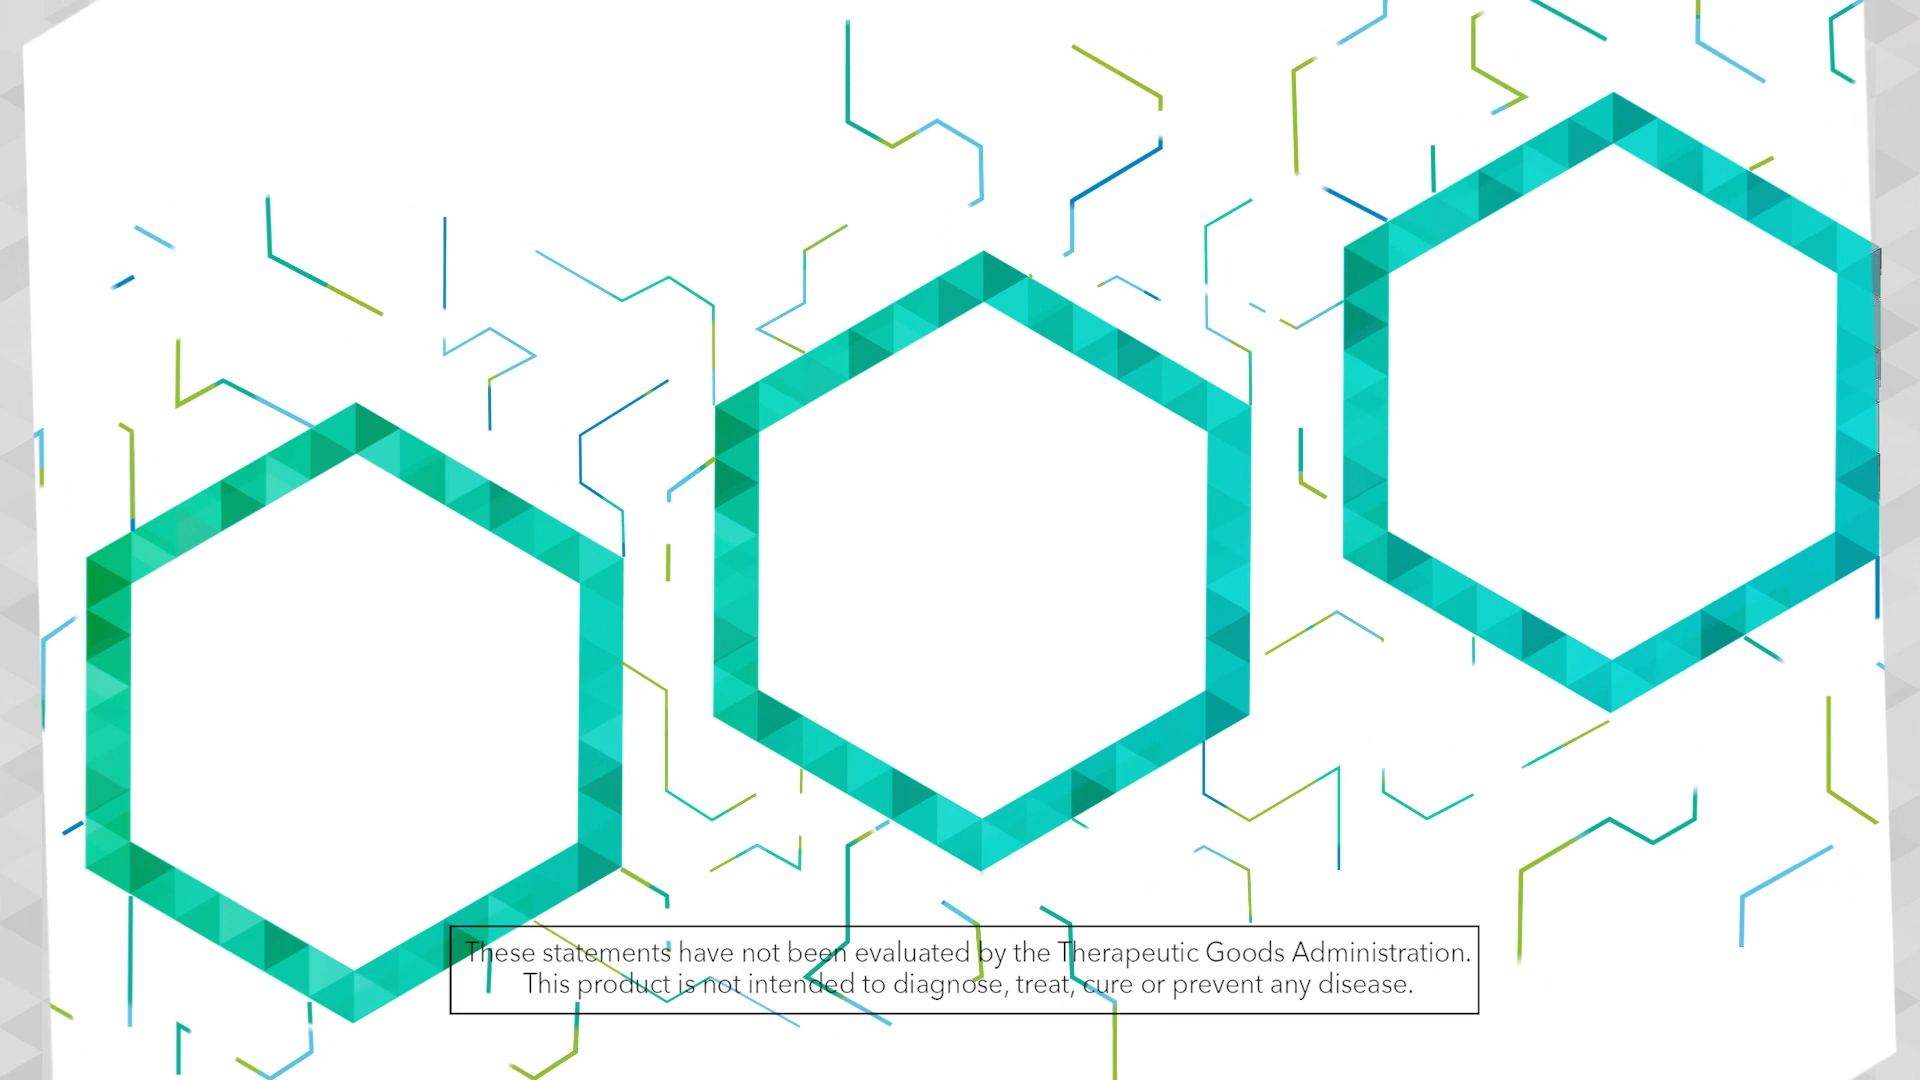 These statements have not been evaluated by the Therapeutic Goods Administration.
This product is not intended to diagnose, treat, cure or prevent any disease.